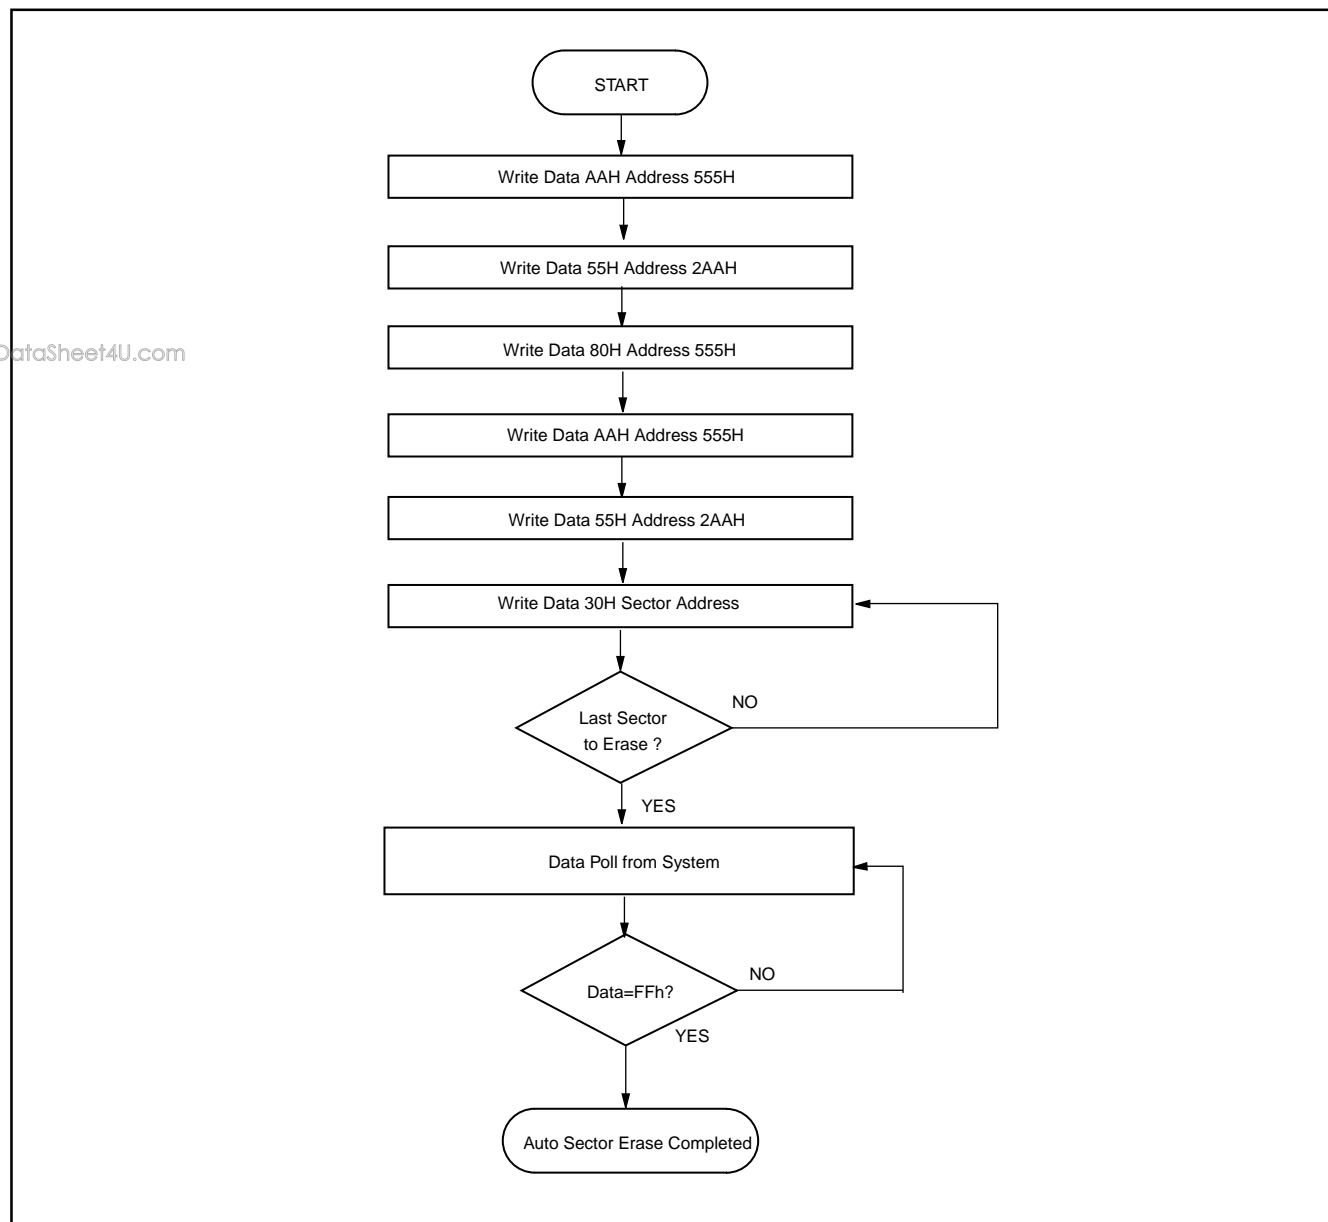 START
Write Data AAH Address 555H
Write Data 55H Address 2AAH
DataSheet4U.com
Write Data 80H Address 555H
Write Data AAH Address 555H
Write Data 55H Address 2AAH
Write Data 30H Sector Address
NO
Last Sector
to Erase ?
YES
Data Poll from System
NO
Data=FFh?
YES
Auto Sector Erase Completed